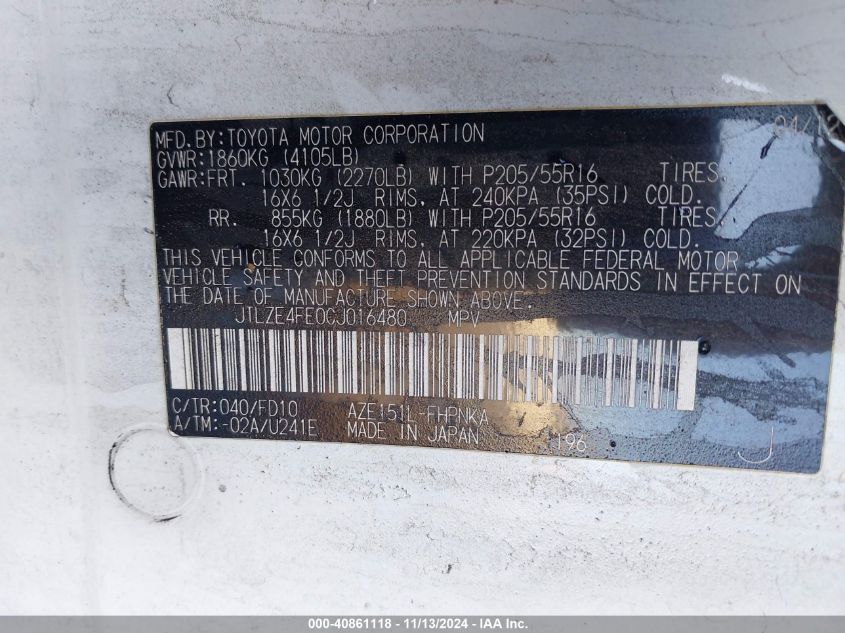 04/12
MFD.BY:TOYOTA MOTOR CORPORATION
GVWR:1860KG (4105LB)
GAWR:FRT. 1030KG (2270LB) WITH P205/55R16 TIRES,
16X6 1/2J RIMS, AT 240KPA (35PSI) COLD.
RR. 855KG (1880LB) WITH P205/55R16 TIRES,
16X6 1/2J RIMS, AT 220KPA (32PSI) COLD.
THIS VEHICLE CONFORMS TO ALL APPLICABLE FEDERAL MOTOR
VEHICLE SAFETY AND THEFT PREVENTION STANDARDS IN EFFECT ON
THE DATE OF MANUFACTURE SHOWN ABOVE.
JTLZE4FE0CJ016480 MPV
C/TR:040/FD10 AZE151L-FHPNKA
A/TM:-02A/U241E MADE IN JAPAN 196 J
000-40861118 - 11/13/2024 - IAA Inc.